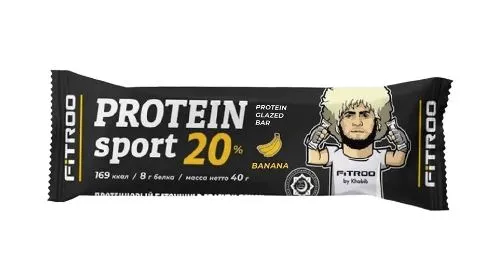 FiTROO
PROTEIN
sport 20%
PROTEIN
GLAZED
BAR
BANANA
169 ккал / 8 г белка / масса нетто 40 г
FiTROO
by Khabib
FiTROO